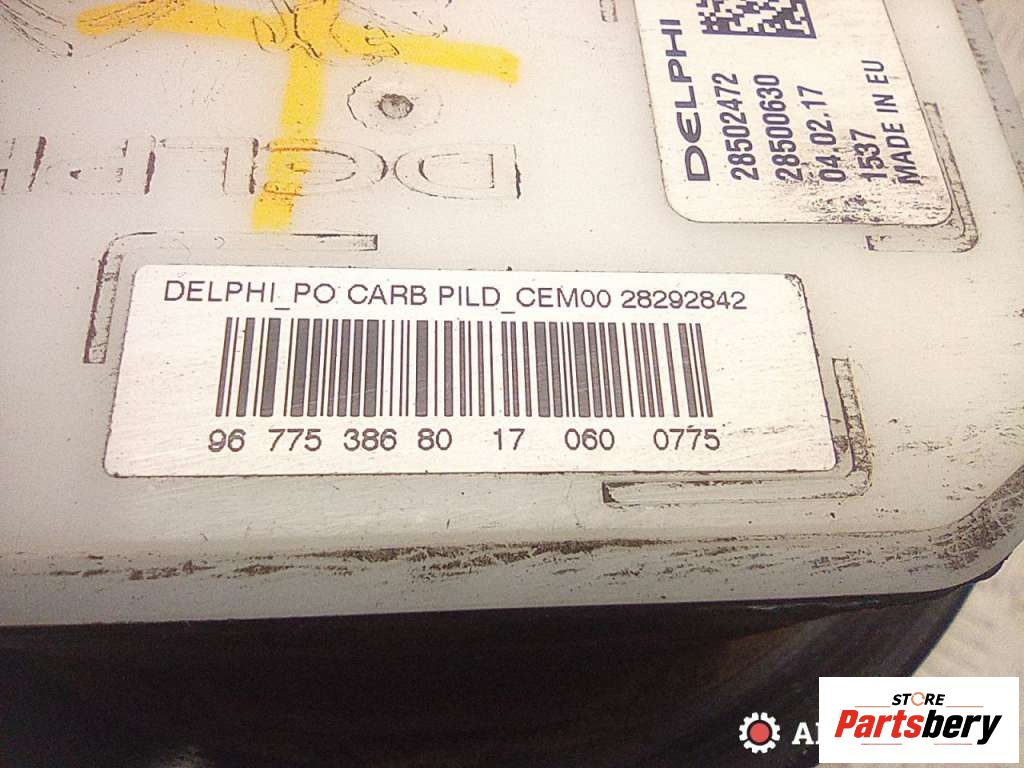 DELPHI
28502472
28500630
04.02.17
1537
MADE IN EU
DELPHI_PO CARB PILD_CEM00 28292842
96 775 386 80 17 060 0775
STORE
Partsbery